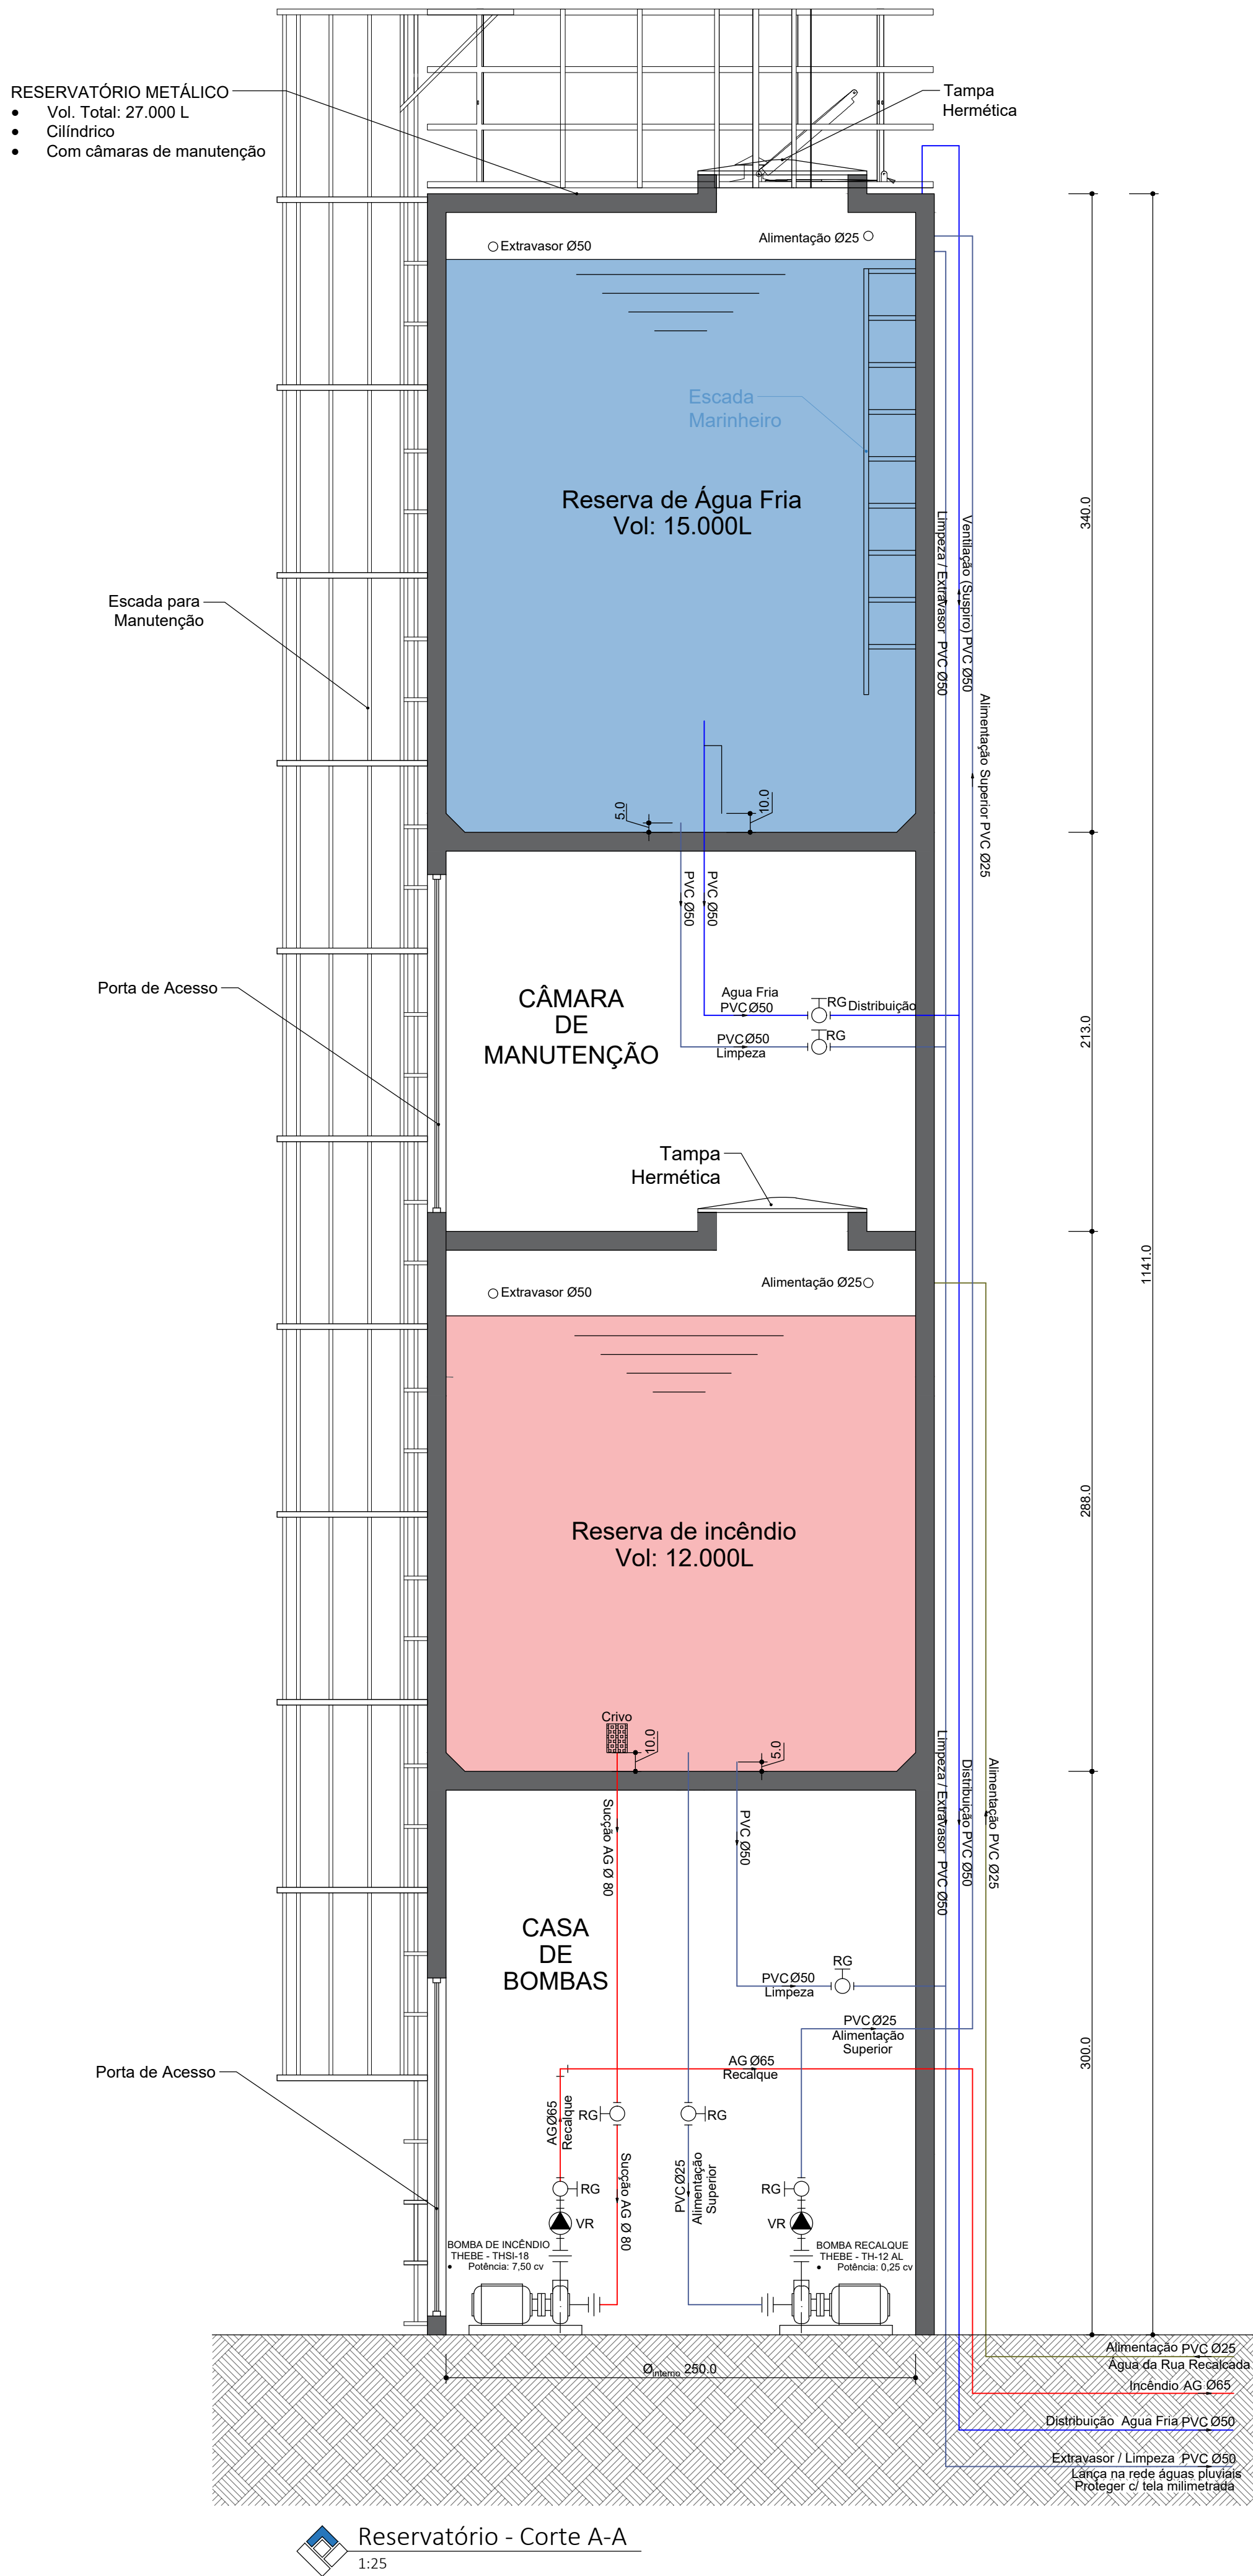 RESERVATÓRIO METÁLICO
• Vol. Total: 27.000 L
• Cilíndrico
• Com câmaras de manutenção
Tampa
Hermética
Extravasor Ø50
Alimentação Ø25
Escada
Marinheiro
Reserva de Água Fria
Vol: 15.000L
Escada para
Manutenção
Limpeza / Extravasor PVC Ø50
Ventilação (Suspiro) PVC Ø50
Alimentação Superior PVC Ø25
340.0
5.0
10.0
PVC Ø50
PVC Ø50
Porta de Acesso
CÂMARA
DE
MANUTENÇÃO
Agua Fria
PVC Ø50
RG
Distribuição
PVC Ø50
Limpeza
RG
213.0
Tampa
Hermética
1141.0
Extravasor Ø50
Alimentação Ø25
288.0
Reserva de incêndio
Vol: 12.000L
Crivo
10.0
5.0
Sucção AG Ø 80
PVC Ø50
Limpeza / Extravasor PVC Ø50
Distribuição PVC Ø50
Alimentação PVC Ø25
CASA
DE
BOMBAS
RG
PVC Ø50
Limpeza
PVC Ø25
Alimentação
Superior
AG Ø65
Recalque
300.0
Porta de Acesso
AG Ø65
Recalque
RG
RG
Sucção AG Ø 80
PVC Ø25
Alimentação
Superior
RG
RG
VR
VR
BOMBA DE INCÊNDIO
THEBE - THSI-18
• Potência: 7,50 cv
BOMBA RECALQUE
THEBE - TH-12 AL
• Potência: 0,25 cv
Øinterno 250.0
Alimentação PVC Ø25
Água da Rua Recalcada
Incêndio AG Ø65
Distribuição Agua Fria PVC Ø50
Extravasor / Limpeza PVC Ø50
Lança na rede águas pluviais
Proteger c/ tela milimetrada
Reservatório - Corte A-A
1:25